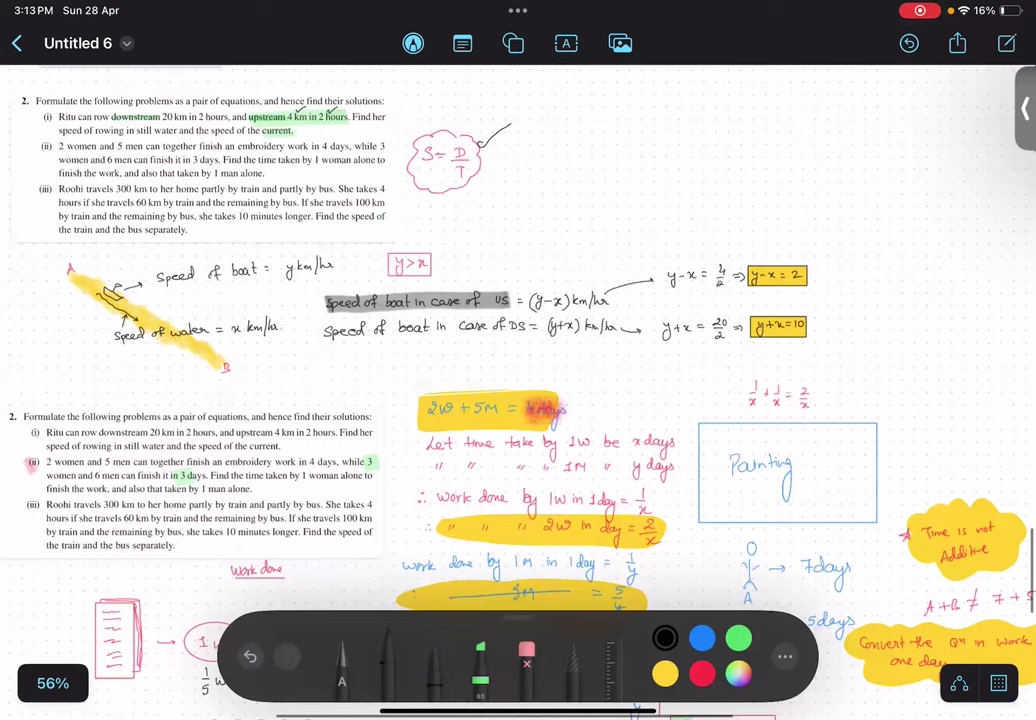 3:13 PM Sun 28 Apr
16%
Untitled 6
2. Formulate the following problems as a pair of equations, and hence find their solutions:
(i) Ritu can row downstream 20 km in 2 hours, and upstream 4 km in 2 hours. Find her
speed of rowing in still water and the speed of the current.
(ii) 2 women and 5 men can together finish an embroidery work in 4 days, while 3
women and 6 men can finish it in 3 days. Find the time taken by 1 woman alone to
finish the work, and also that taken by 1 man alone.
(iii) Roohi travels 300 km to her home partly by train and partly by bus. She takes 4
hours if she travels 60 km by train and the remaining by bus. If she travels 100 km
by train and the remaining by bus, she takes 10 minutes longer. Find the speed of
the train and the bus separately.
S = D/T
A
Speed of boat = y km/hr
y>x
Speed of boat in case of US = (y-x) km/hr
y-x = 4/2 ⇒ y-x = 2
Speed of water = x km/hr.
Speed of boat in case of DS = (y+x) km/hr
y+x = 20/2 ⇒ y+x=10
B
2. Formulate the following problems as a pair of equations, and hence find their solutions:
(i) Ritu can row downstream 20 km in 2 hours, and upstream 4 km in 2 hours. Find her
speed of rowing in still water and the speed of the current.
(ii) 2 women and 5 men can together finish an embroidery work in 4 days, while 3
women and 6 men can finish it in 3 days. Find the time taken by 1 woman alone to
finish the work, and also that taken by 1 man alone.
(iii) Roohi travels 300 km to her home partly by train and partly by bus. She takes 4
hours if she travels 60 km by train and the remaining by bus. If she travels 100 km
by train and the remaining by bus, she takes 10 minutes longer. Find the speed of
the train and the bus separately.
work done
1
1/5
2W + 5M = days
Let time take by 1W be x days
" " " " 1M " y days
∴ work done by 1W in 1 day = 1/x
∴ " " " 2W in day = 2/x
work done by 1M in 1 day = 1/y
5M = 5/y
1/x + 1/x = 2/x
Painting
→ 7days
A
5days
Time is not
Additive
A+B ≠ 7 + 5
Convert the Qn in work
one day
56%
A
80